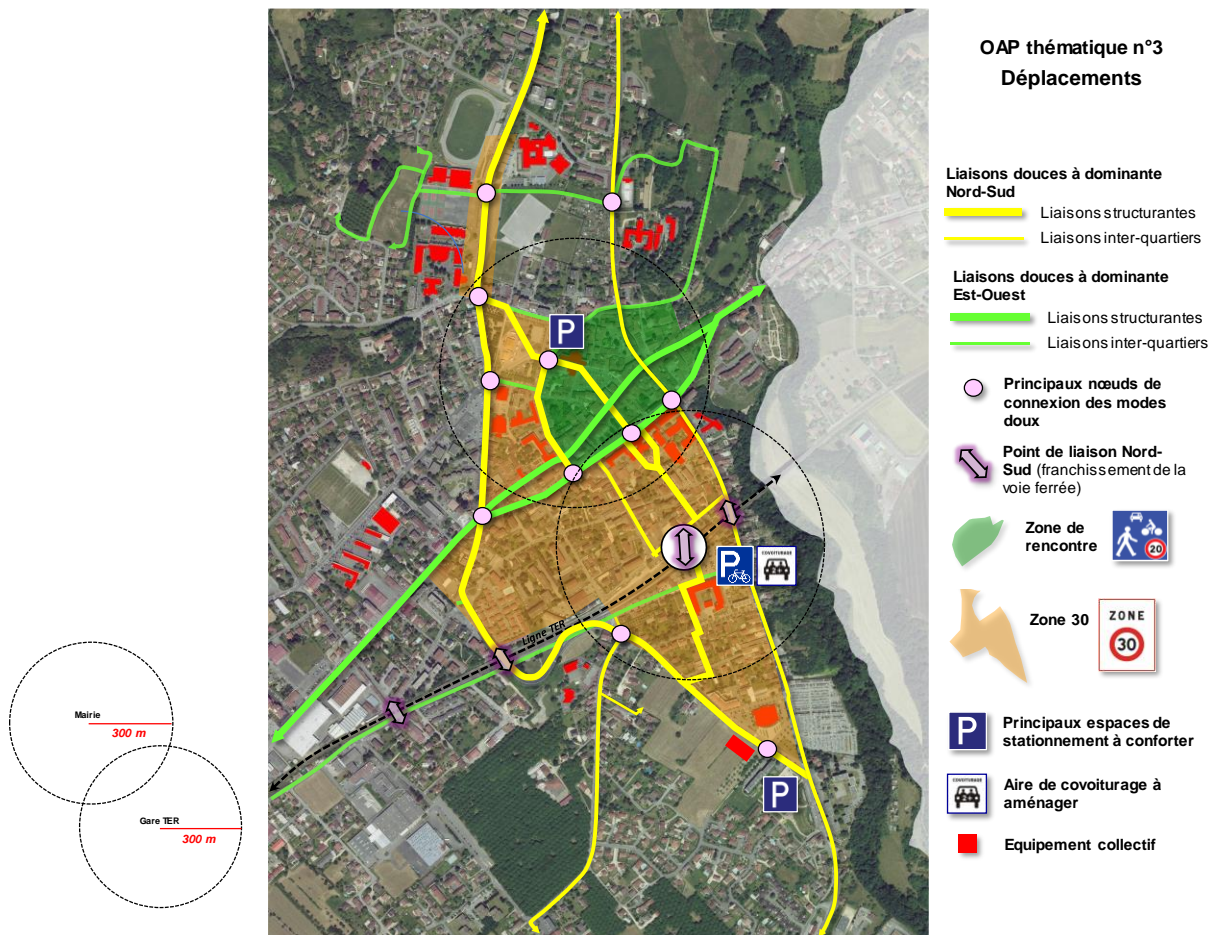 OAP thématique n°3
Déplacements
Liaisons douces à dominante
Nord-Sud
Liaisons structurantes
Liaisons inter-quartiers
Liaisons douces à dominante
Est-Ouest
Liaisons structurantes
Liaisons inter-quartiers
Principaux nœuds de
connexion des modes
doux
Point de liaison Nord-
Sud (franchissement de la
voie ferrée)
Zone de
rencontre
20
Zone 30
ZONE
30
Principaux espaces de
stationnement à conforter
P
Aire de covoiturage à
aménager
COVOITURAGE
Equipement collectif
P
P
COVOITURAGE
Ligne TER
P
Mairie
300 m
Gare TER
300 m